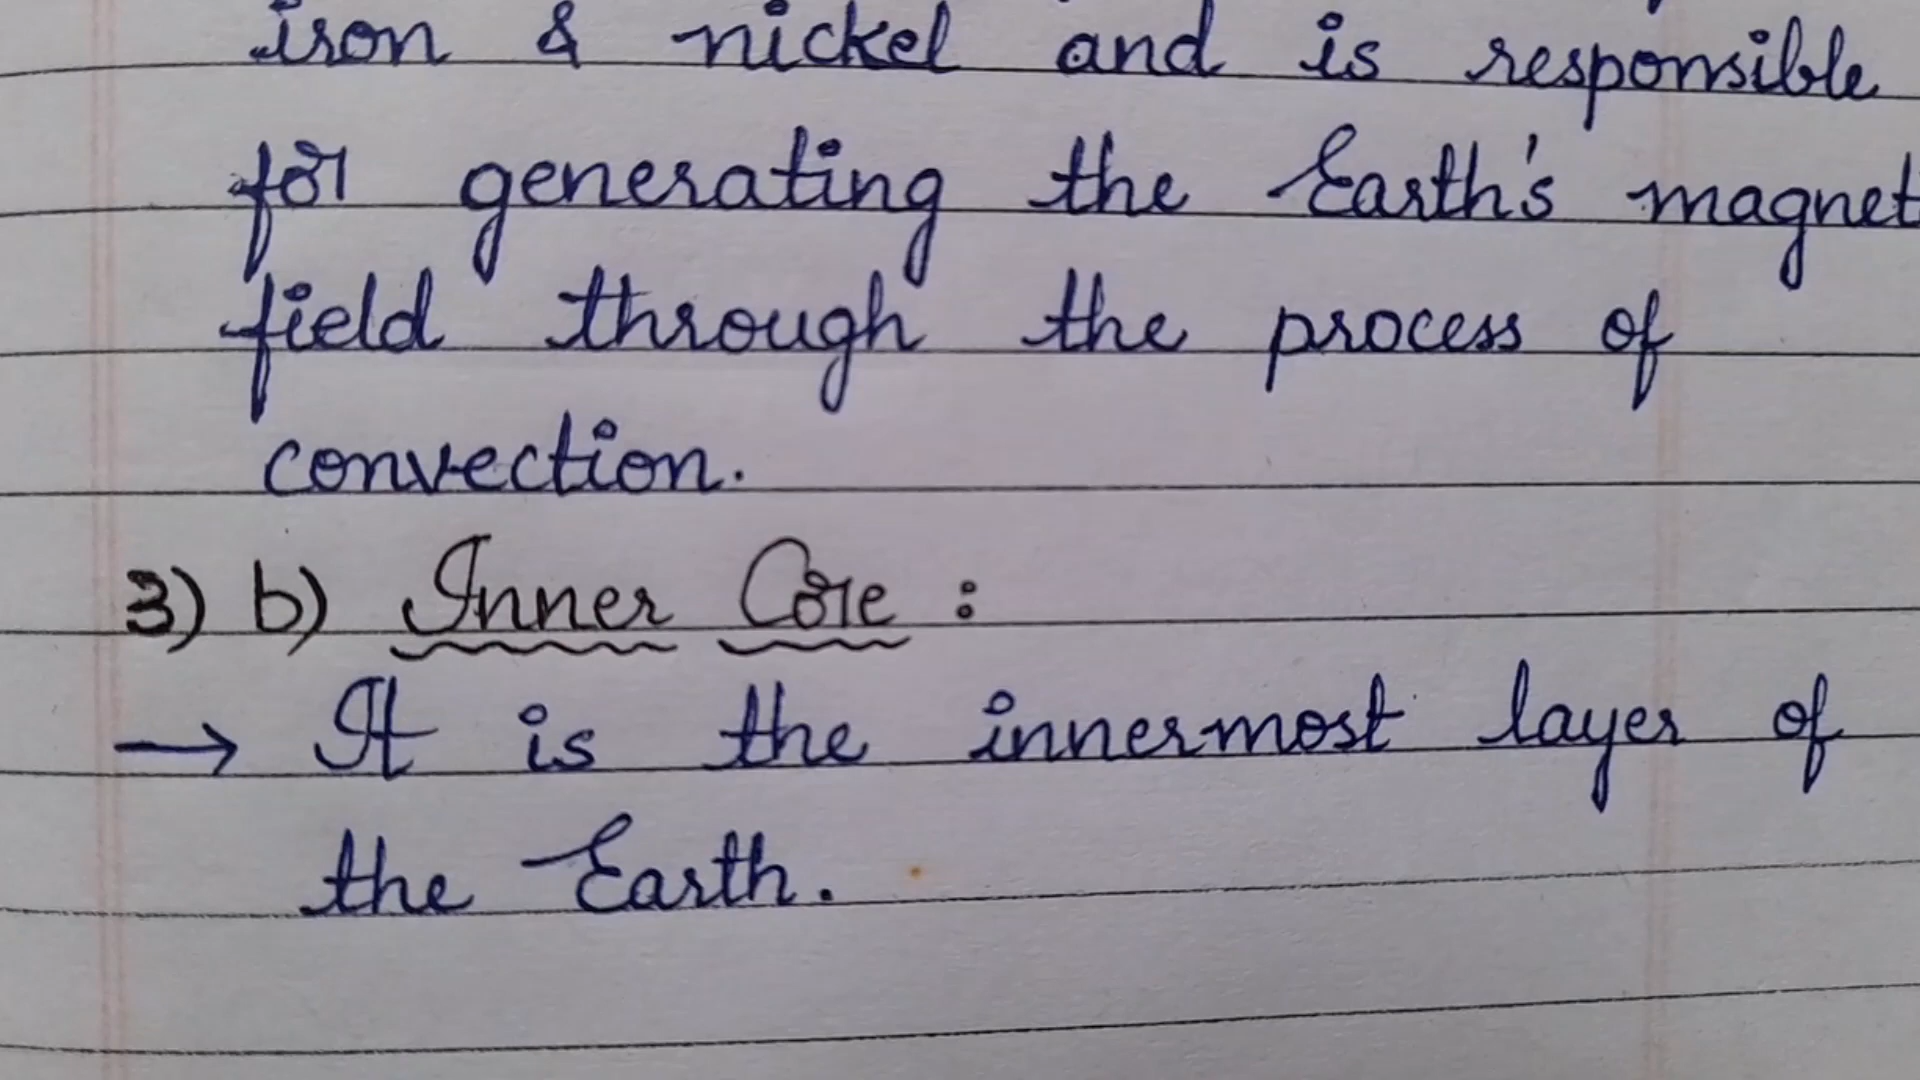 iron & nickel and is responsible
for generating the Earth's magnet
field through the process of
convection.
3) b) Inner Core :
→ It is the innermost layer of
the Earth.